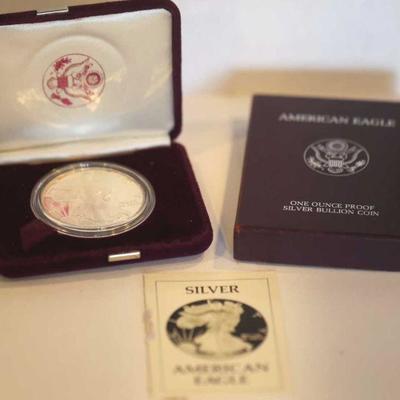 AMERICAN EAGLE
ONE OUNCE PROOF
SILVER BULLION COIN
SILVER
AMERICAN
EAGLE